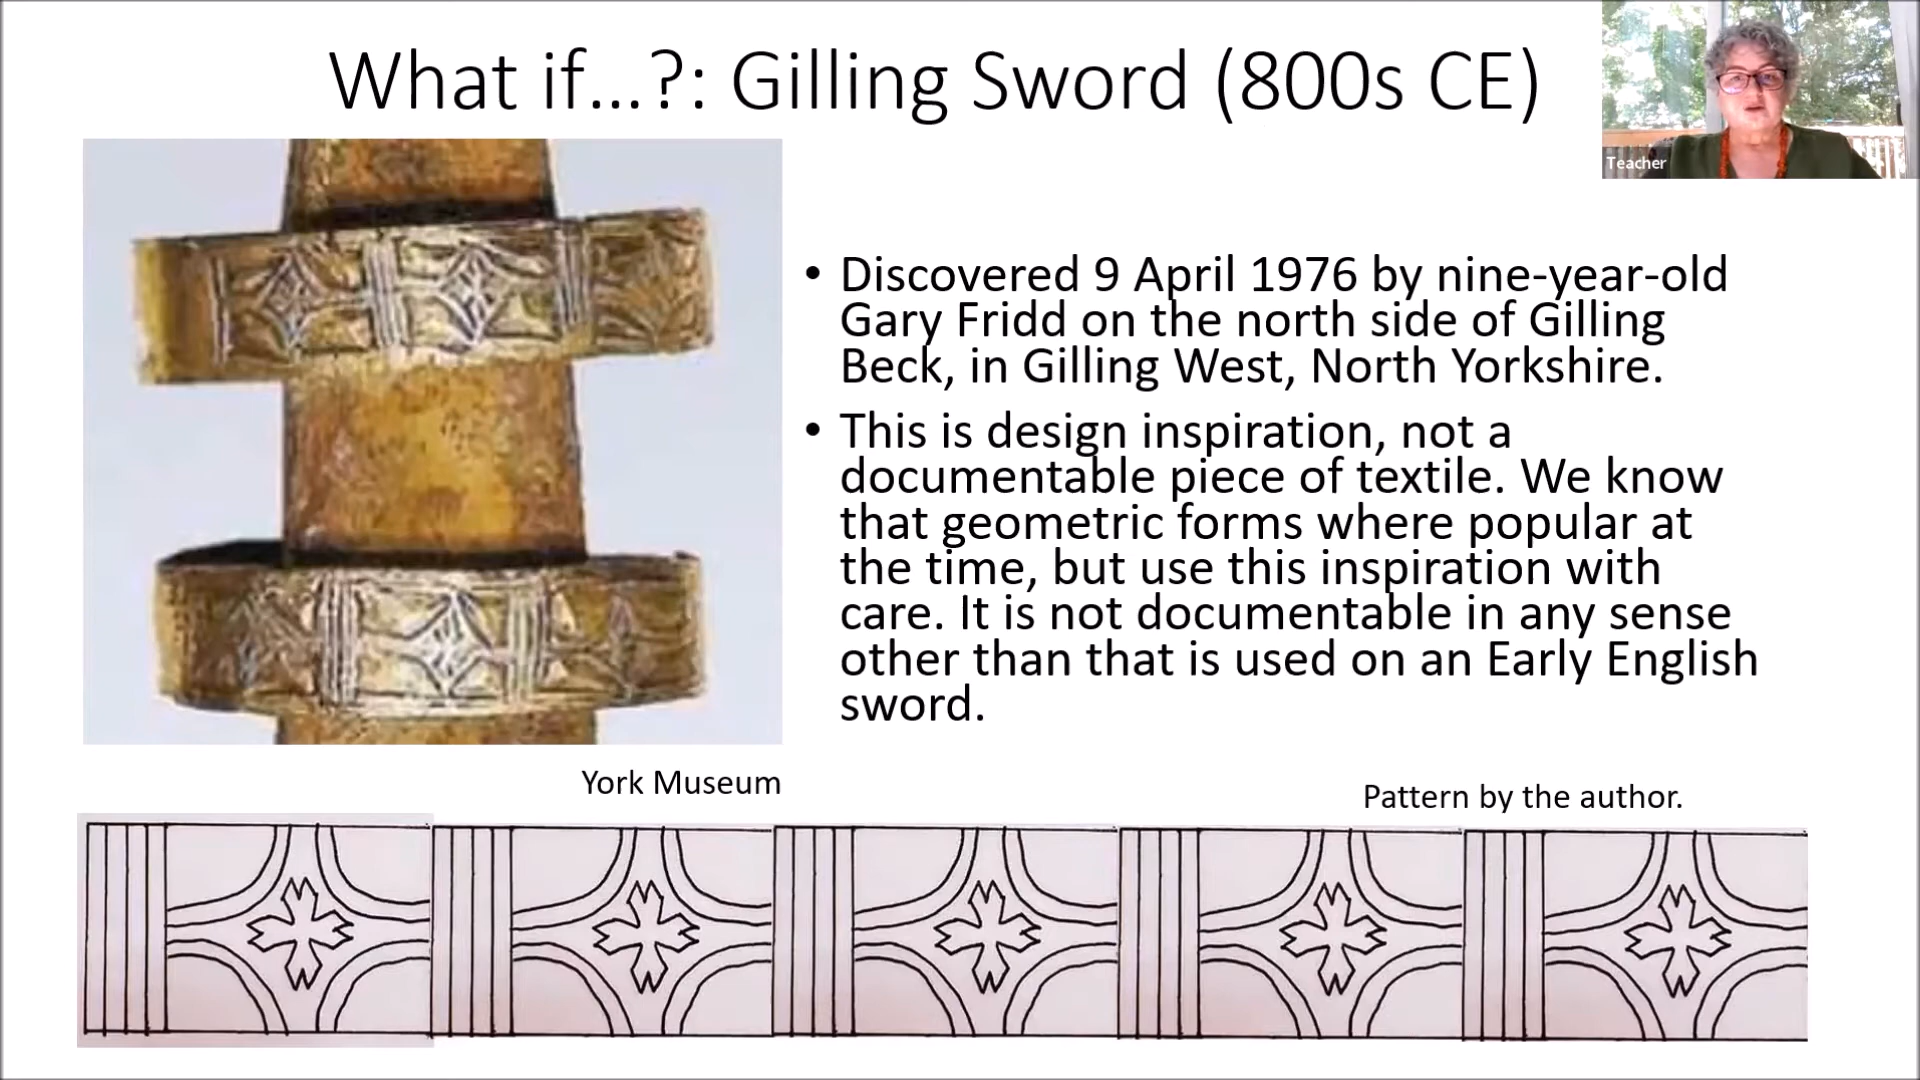 What if...?: Gilling Sword (800s CE)
Teacher
• Discovered 9 April 1976 by nine-year-old
Gary Fridd on the north side of Gilling
Beck, in Gilling West, North Yorkshire.
• This is design inspiration, not a
documentable piece of textile. We know
that geometric forms where popular at
the time, but use this inspiration with
care. It is not documentable in any sense
other than that is used on an Early English
sword.
York Museum
Pattern by the author.